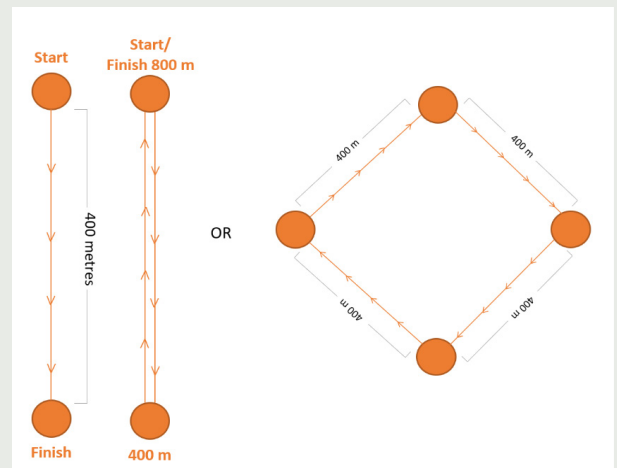 Start
Start/
Finish 800 m
400 metres
OR
400 m
400 m
400 m
400 m
Finish
400 m